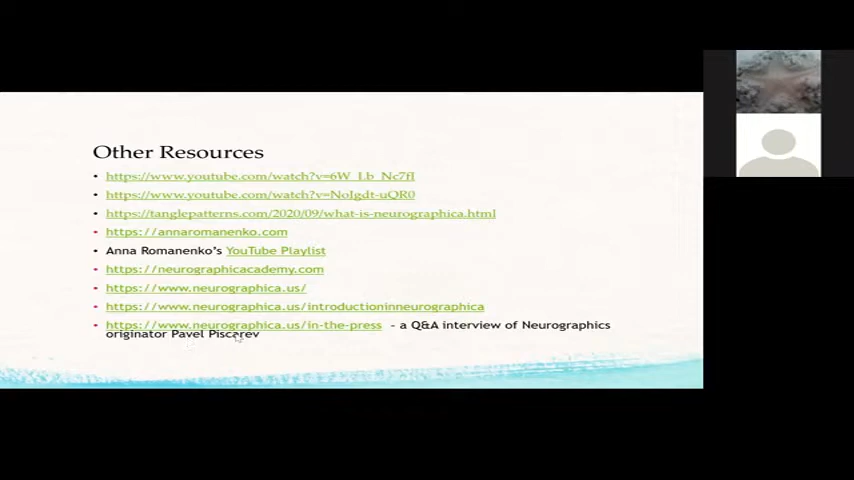 Other Resources
• https://www.youtube.com/watch?v=6W_Lb_Nc7fI
• https://www.youtube.com/watch?v=NoIgdt-uQR0
• https://tanglepatterns.com/2020/09/what-is-neurographica.html
• https://annaromanenko.com
• Anna Romanenko’s YouTube Playlist
• https://neurographicacademy.com
• https://www.neurographica.us/
• https://www.neurographica.us/introductioninneurographica
• https://www.neurographica.us/in-the-press - a Q&A interview of Neurographics
originator Pavel Piscarev